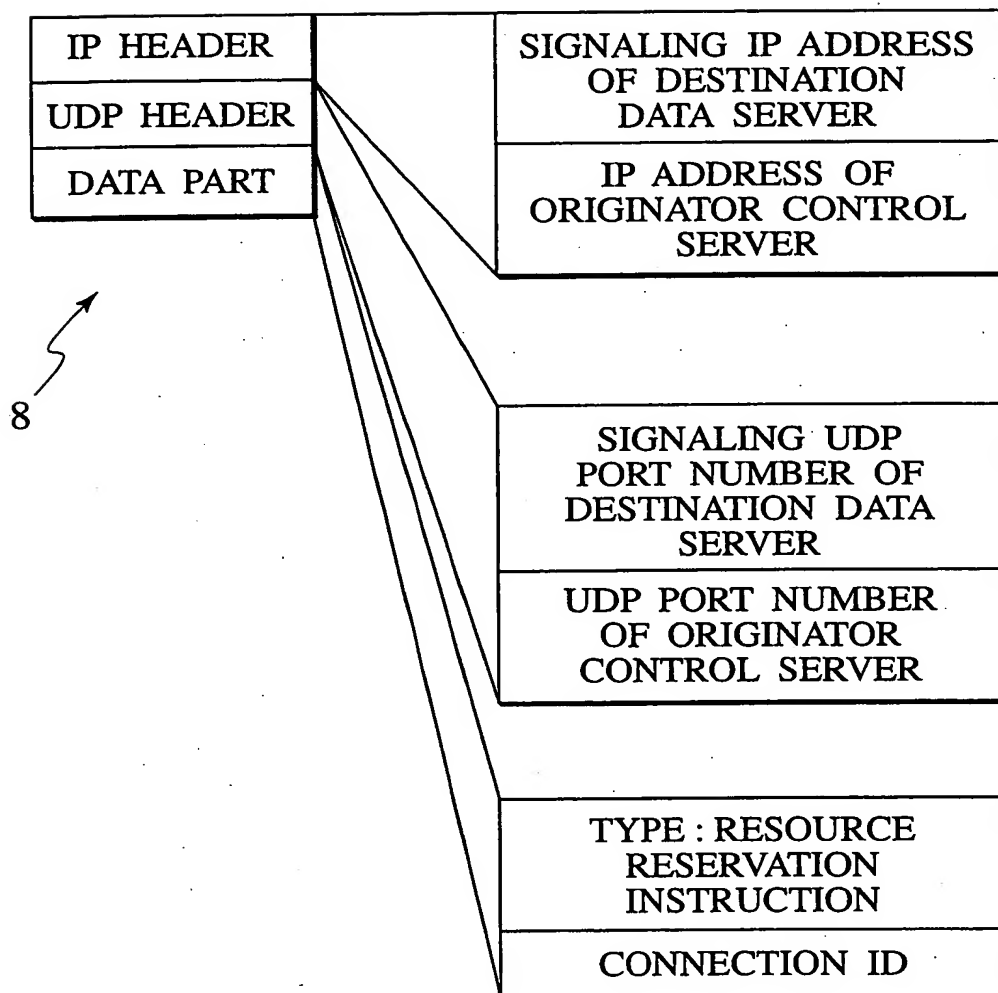 IP HEADER
UDP HEADER
DATA PART
8
SIGNALING IP ADDRESS
OF DESTINATION
DATA SERVER
IP ADDRESS OF
ORIGINATOR CONTROL
SERVER
SIGNALING UDP
PORT NUMBER OF
DESTINATION DATA
SERVER
UDP PORT NUMBER
OF ORIGINATOR
CONTROL SERVER
TYPE : RESOURCE
RESERVATION
INSTRUCTION
CONNECTION ID